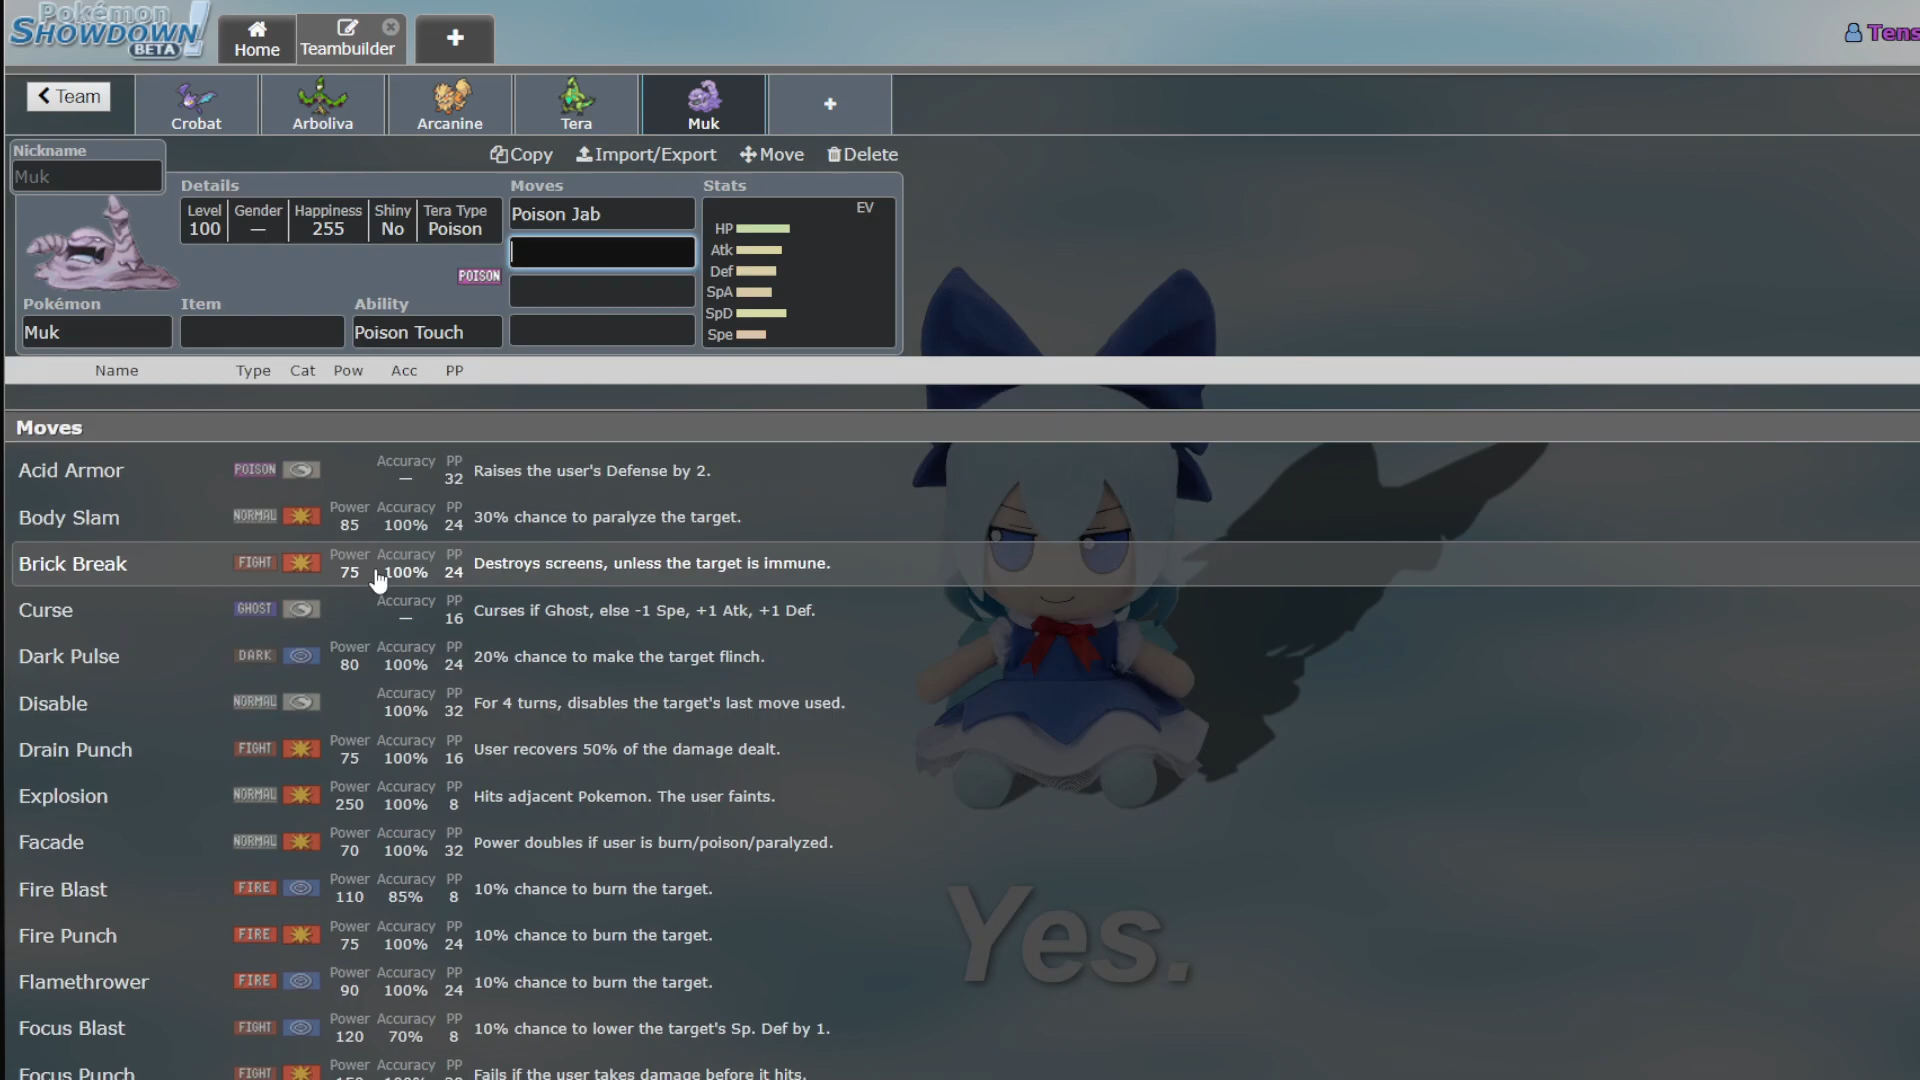 Pokémon
SHOWDOWN!
BETA
Home
Teambuilder
+
Tens
Team
Crobat
Arboliva
Arcanine
Tera
Muk
+
Nickname
Muk
Copy
Import/Export
Move
Delete
Details
Moves
Stats
Level
100
Gender
—
Happiness
255
Shiny
No
Tera Type
Poison
Poison Jab
EV
HP
Atk
Def
SpA
SpD
Spe
POISON
Pokémon
Muk
Item
Ability
Poison Touch
Name Type Cat Pow Acc PP
Moves
Acid Armor POISON Accuracy — PP 32 Raises the user's Defense by 2.
Body Slam NORMAL Power 85 Accuracy 100% PP 24 30% chance to paralyze the target.
Brick Break FIGHT Power 75 Accuracy 100% PP 24 Destroys screens, unless the target is immune.
Curse GHOST Accuracy — PP 16 Curses if Ghost, else -1 Spe, +1 Atk, +1 Def.
Dark Pulse DARK Power 80 Accuracy 100% PP 24 20% chance to make the target flinch.
Disable NORMAL Accuracy 100% PP 32 For 4 turns, disables the target's last move used.
Drain Punch FIGHT Power 75 Accuracy 100% PP 16 User recovers 50% of the damage dealt.
Explosion NORMAL Power 250 Accuracy 100% PP 8 Hits adjacent Pokemon. The user faints.
Facade NORMAL Power 70 Accuracy 100% PP 32 Power doubles if user is burn/poison/paralyzed.
Fire Blast FIRE Power 110 Accuracy 85% PP 8 10% chance to burn the target.
Fire Punch FIRE Power 75 Accuracy 100% PP 24 10% chance to burn the target.
Flamethrower FIRE Power 90 Accuracy 100% PP 24 10% chance to burn the target.
Focus Blast FIGHT Power 120 Accuracy 70% PP 8 10% chance to lower the target's Sp. Def by 1.
Focus Punch FIGHT Power Accuracy PP Fails if the user takes damage before it hits.
Yes.